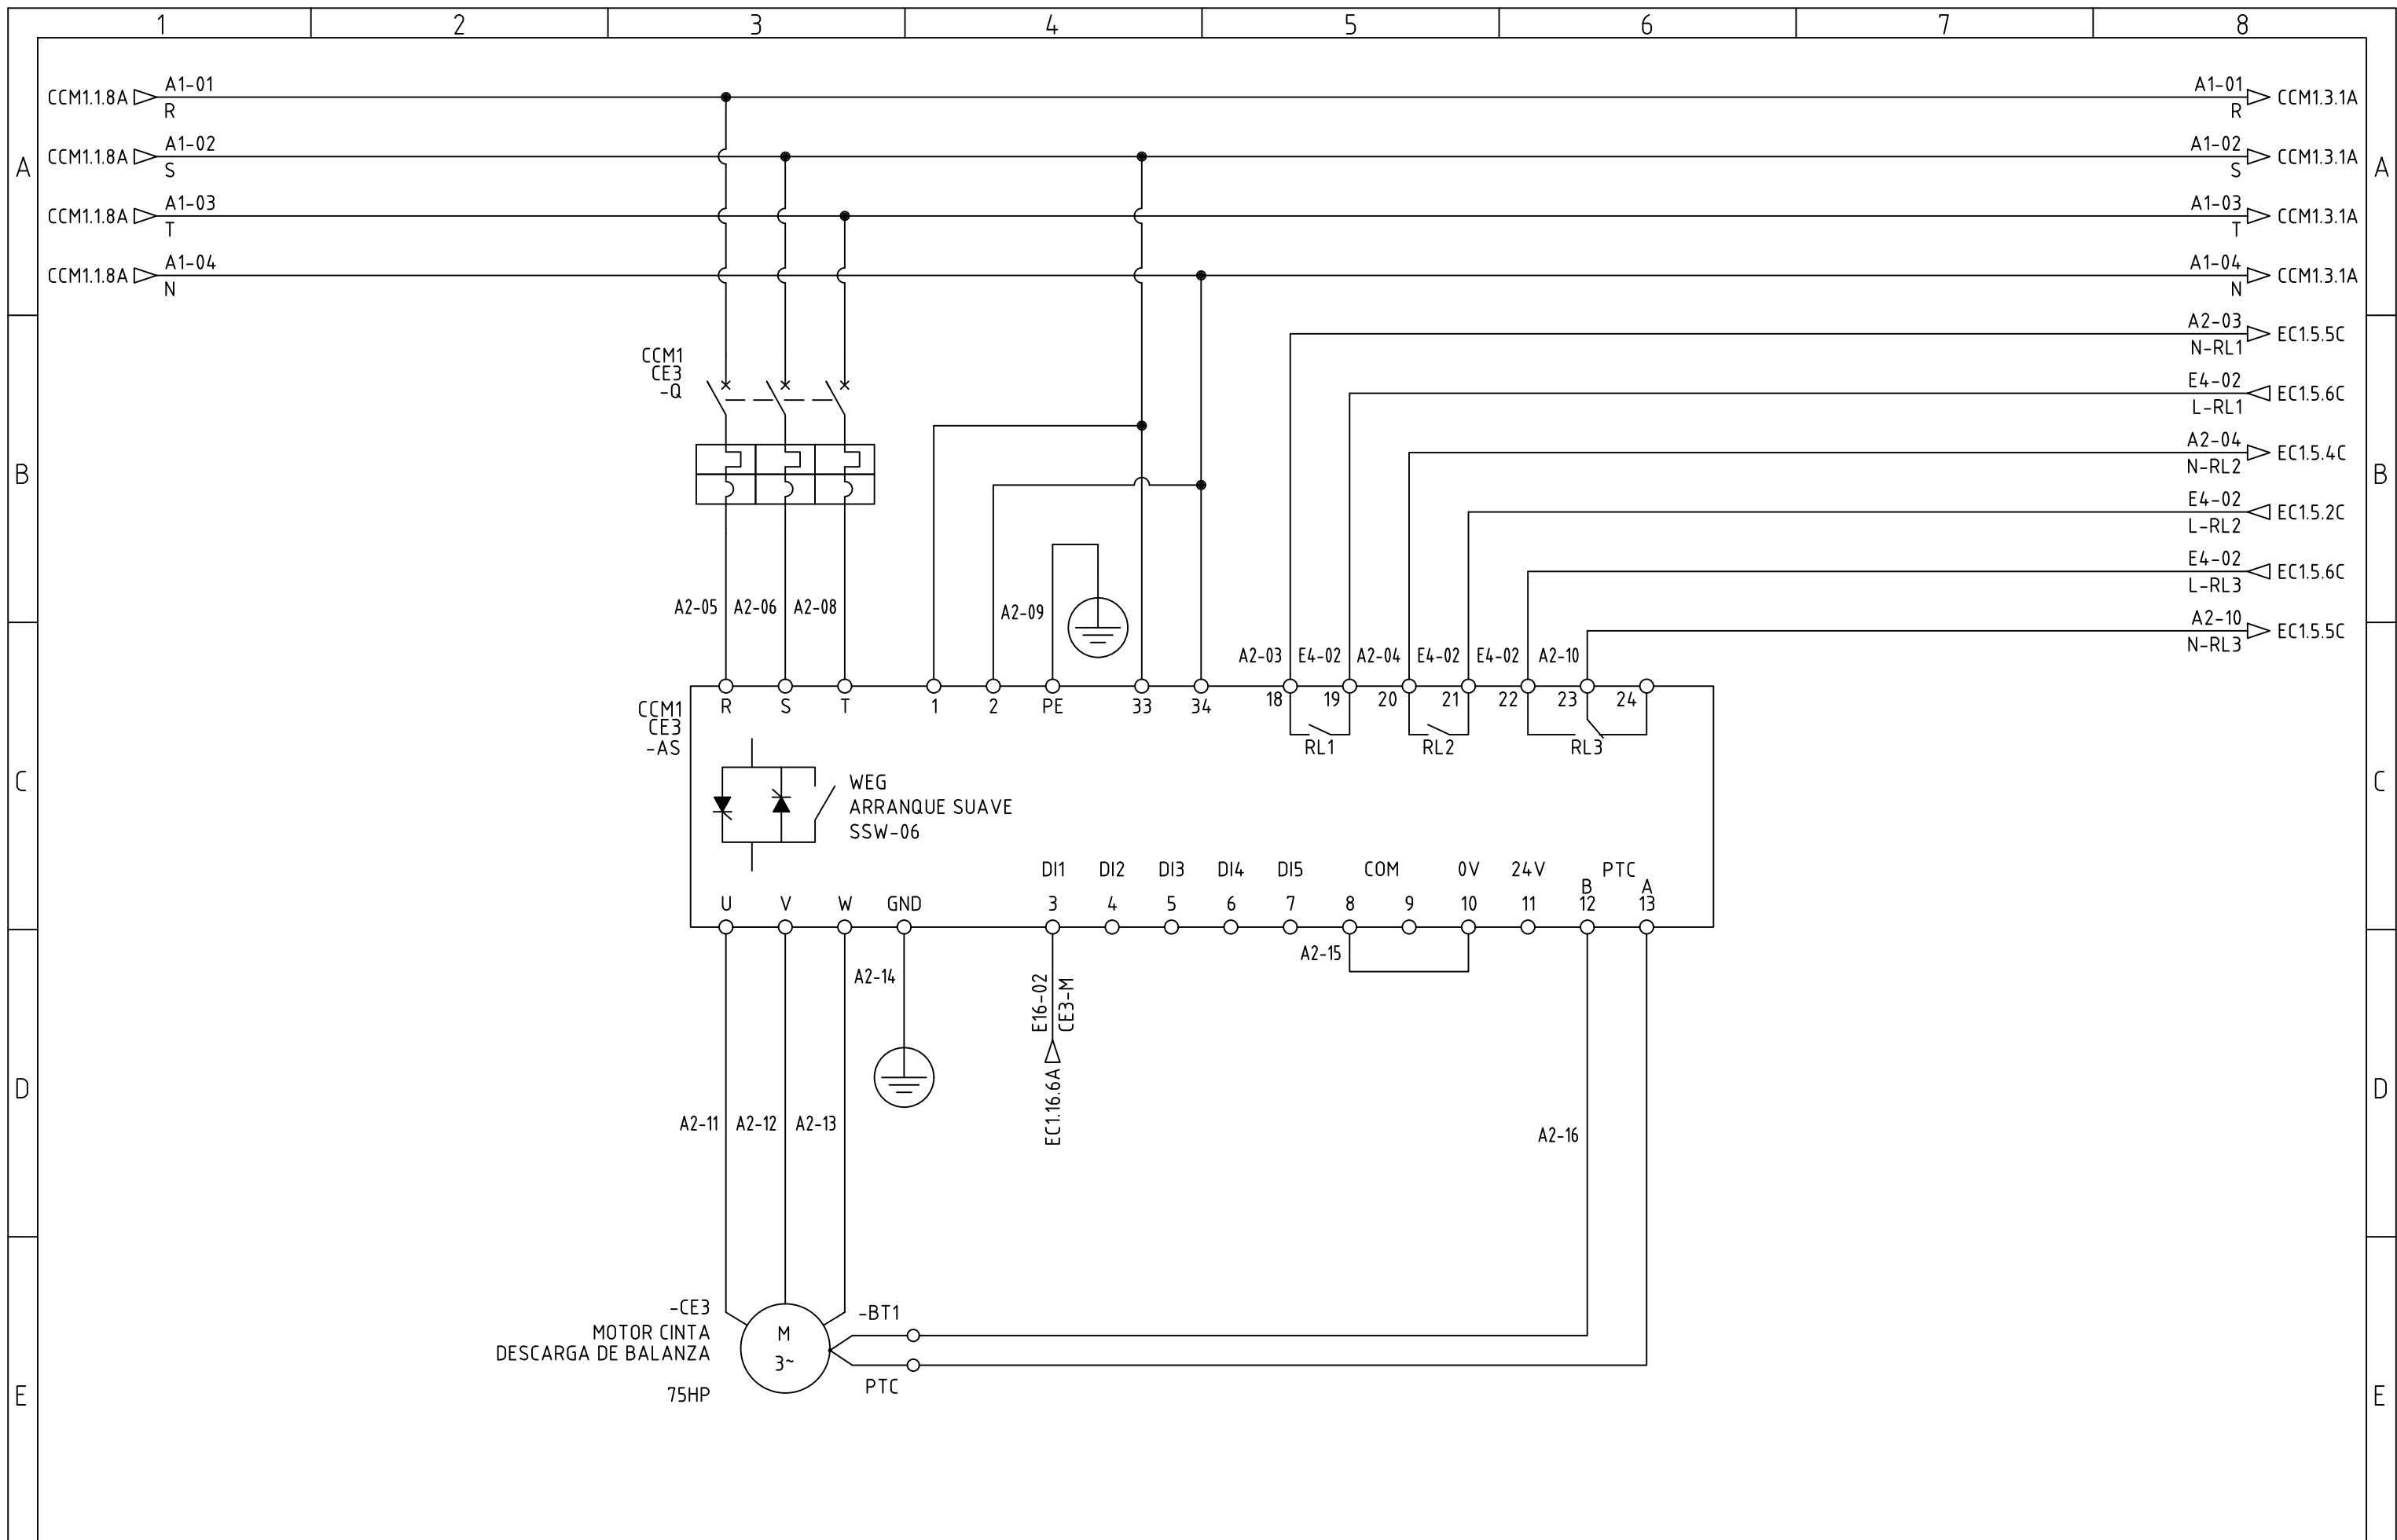 1 2 3 4 5 6 7 8
A1-01 A1-01
CCM1.1.8A CCM1.3.1A
R R
A1-02 A1-02
A CCM1.1.8A CCM1.3.1A A
S S
A1-03 A1-03
CCM1.1.8A CCM1.3.1A
T T
A1-04 A1-04
CCM1.1.8A CCM1.3.1A
N N
A2-03
EC1.5.5C
N-RL1
CCM1
CE3
-Q
E4-02
EC1.5.6C
L-RL1
A2-04
EC1.5.4C
N-RL2
B B
E4-02
EC1.5.2C
L-RL2
E4-02
EC1.5.6C
L-RL3
A2-05 A2-06 A2-08 A2-09
A2-10
EC1.5.5C
N-RL3
A2-03 E4-02 A2-04 E4-02 E4-02 A2-10
CCM1
CE3
-AS
R S T 1 2 PE 33 34 18 19 20 21 22 23 24
RL1 RL2 RL3
C C
WEG
ARRANQUE SUAVE
SSW-06
DI1 DI2 DI3 DI4 DI5 COM 0V 24V PTC
B A
U V W GND 3 4 5 6 7 8 9 10 11 12 13
A2-15
A2-14
E16-02
CE3-M
EC1.16.6A
D D
A2-11 A2-12 A2-13 A2-16
-CE3
MOTOR CINTA
DESCARGA DE BALANZA
75HP
M
3~
-BT1
PTC
E E